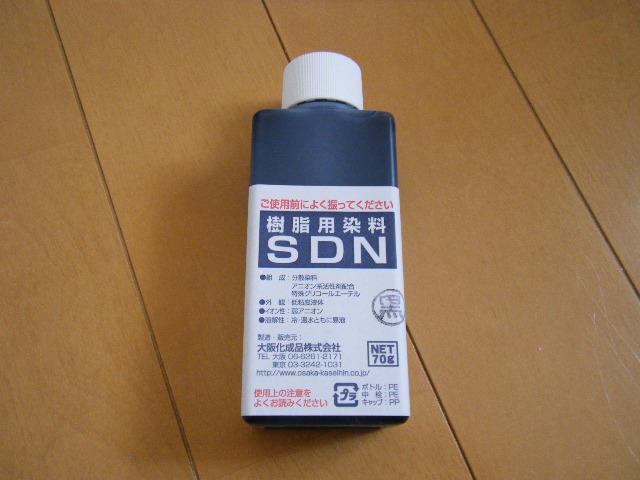 ご使用前によく振ってください
樹脂用染料
SDN
●組 成：分散染料
アニオン系活性剤配合
特殊グリコールエーテル
●外 観：低粘度液体
●イオン性：弱アニオン
●溶解性：冷・温水ともに易溶
黒
製造・販売元：
大阪化成品株式会社
TEL 大阪 06-6261-2171
東京 03-3242-1031
http://www.osaka-kaseihin.co.jp/
NET
70g
使用上の注意を
よくお読みください
プラ
ボトル：PE
中 栓：PE
キャップ：PP